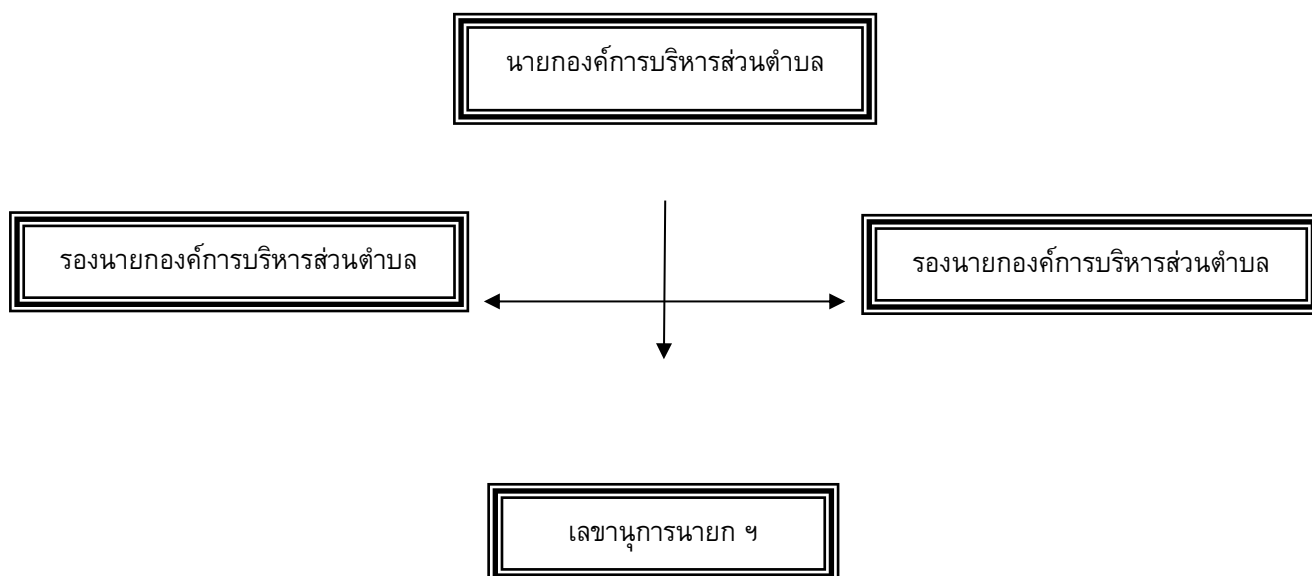 นายกองค์การบริหารส่วนตำบล
รองนายกองค์การบริหารส่วนตำบล
รองนายกองค์การบริหารส่วนตำบล
เลขานุการนายก ฯ